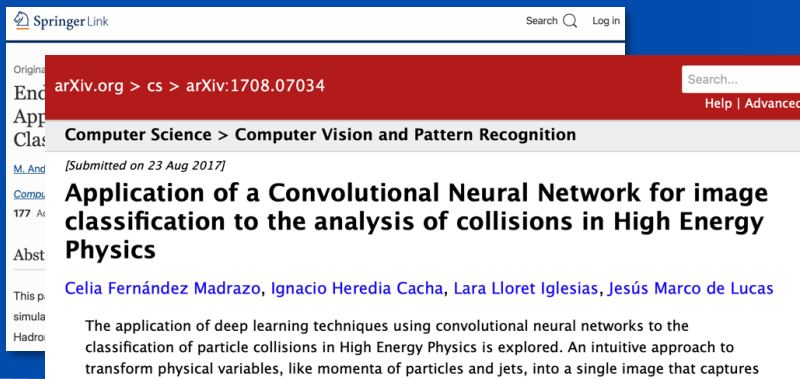 Springer Link
Search
Log in
Origina
End
App
Clas
M. And
Compu
177 Ac
Abst
This pa
simula
Hadron
arXiv.org > cs > arXiv:1708.07034
Search...
Help | Advanced
Computer Science > Computer Vision and Pattern Recognition
[Submitted on 23 Aug 2017]
Application of a Convolutional Neural Network for image
classification to the analysis of collisions in High Energy
Physics
Celia Fernández Madrazo, Ignacio Heredia Cacha, Lara Lloret Iglesias, Jesús Marco de Lucas
The application of deep learning techniques using convolutional neural networks to the
classification of particle collisions in High Energy Physics is explored. An intuitive approach to
transform physical variables, like momenta of particles and jets, into a single image that captures